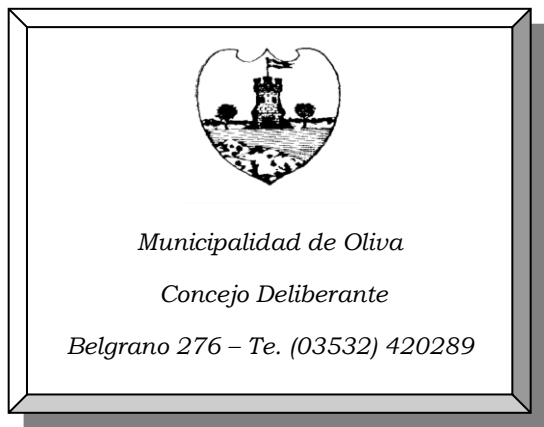 Municipalidad de Oliva
Concejo Deliberante
Belgrano 276 – Te. (03532) 420289